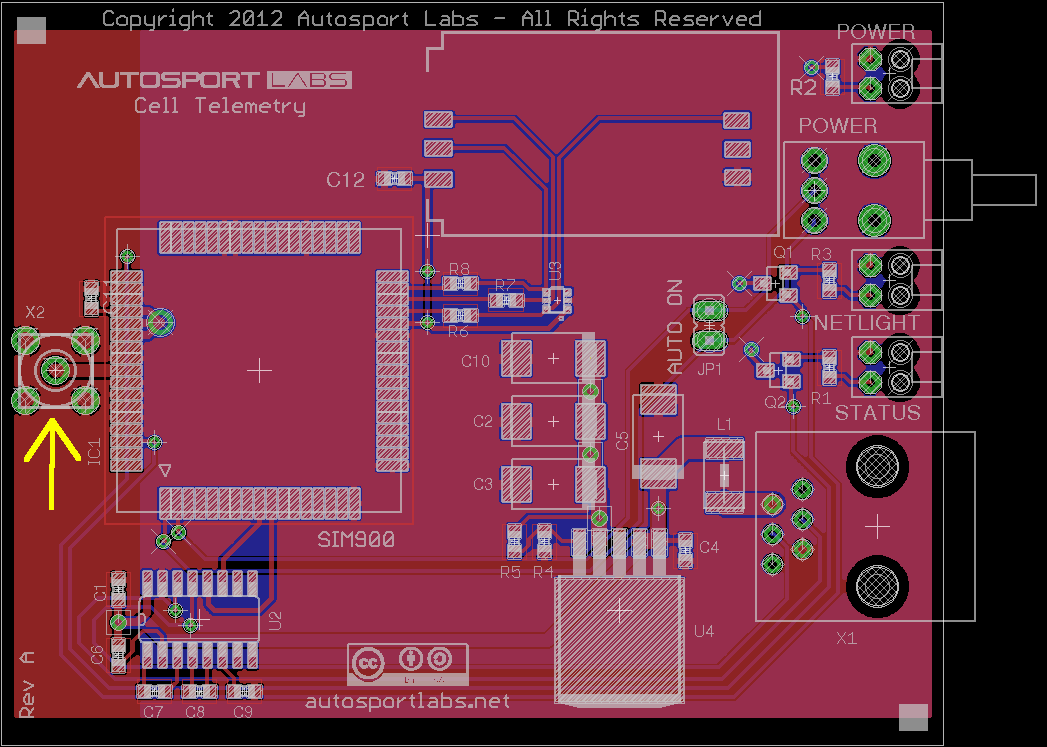 Copyright 2012 Autosport Labs - All Rights Reserved
POWER
AUTOSPORT LABS
R2
Cell Telemetry
POWER
C12
Q1
R3
U3
R8
R7
AUTO ON
X2
R6
NETLIGHT
C10
JP1
Q2
R1
STATUS
C2
C5
L1
IC1
C3
SIM900
C4
R5
R4
C1
U2
U4
X1
C6
cc
autosportlabs.net
Rev A
C7
C8
C9